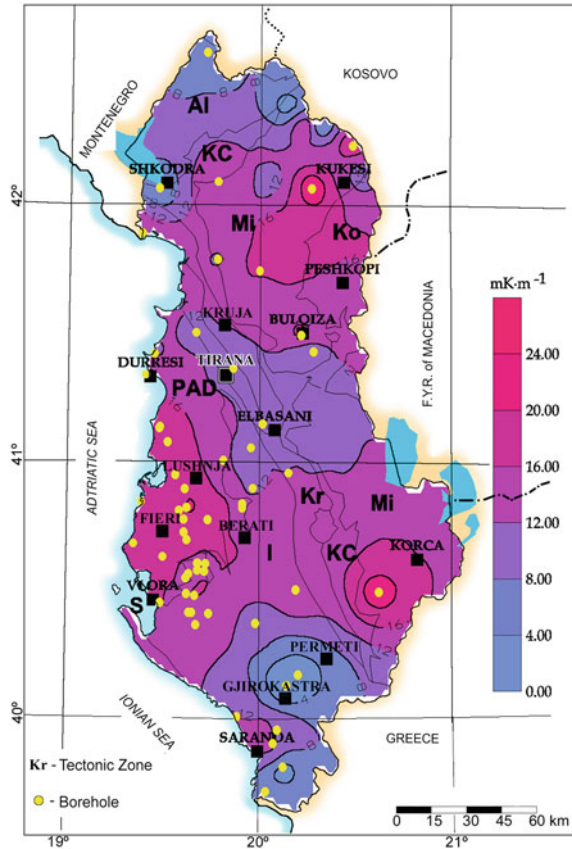 KOSOVO
MONTENEGRO
Al
KC
SHKODRA
KUKESI
42°
Mi
Ko
PESHKOPI
mK·m⁻¹
KRUJA
BULQIZA
24.00
DURRESI
TIRANA
20.00
PAD
F.Y.R. of MACEDONIA
ELBASANI
16.00
41°
ADTRIATIC SEA
LUSHNJA
12.00
Kr
Mi
FIERI
BERATI
8.00
I
KC
KORCA
VLORA
S
4.00
PERMETI
GJIROKASTRA
0.00
40°
IONIAN SEA
SARANDA
GREECE
Kr - Tectonic Zone
- Borehole
0 15 30 45 60 km
19° 20° 21°